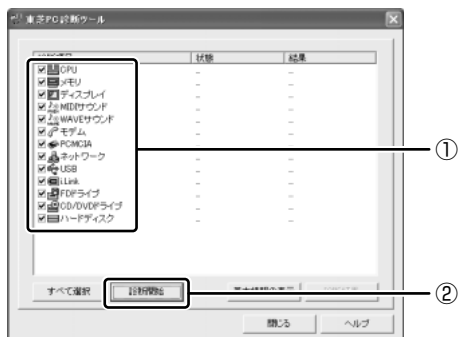 東芝PC診断ツール
状態 結果
CPU
メモリ
ディスプレイ
MIDIサウンド
WAVEサウンド
モデム
PCMCIA
ネットワーク
USB
i.Link
FDドライブ
CD/DVDドライブ
ハードディスク
①
すべて選択 診断開始
②
閉じる ヘルプ